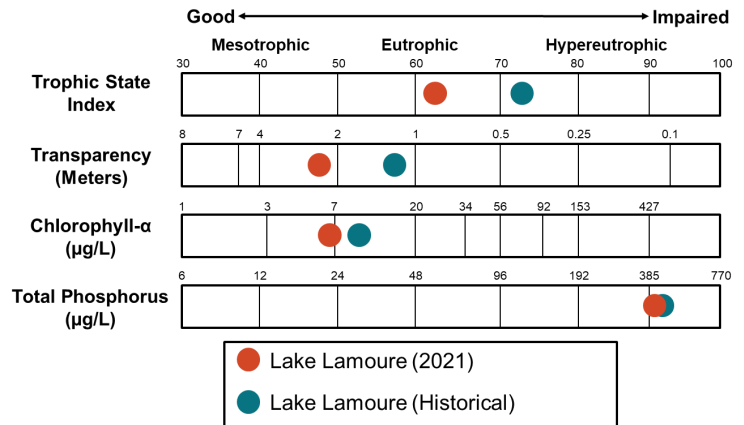 Good Impaired
Mesotrophic Eutrophic Hypereutrophic
30 40 50 60 70 80 90 100
Trophic State
Index
8 7 4 2 1 0.5 0.25 0.1
Transparency
(Meters)
1 3 7 20 34 56 92 153 427
Chlorophyll-α
(µg/L)
6 12 24 48 96 192 385 770
Total Phosphorus
(µg/L)
Lake Lamoure (2021)
Lake Lamoure (Historical)